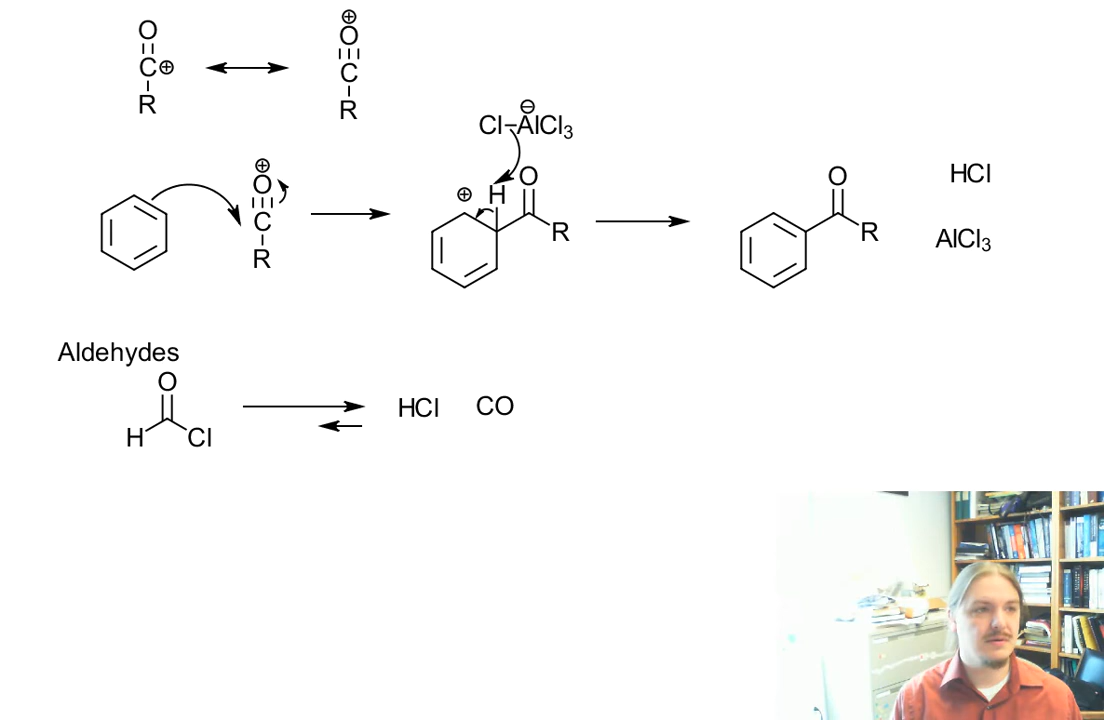 O ⊕
C⊕ O
R C
R
Cl–AlCl₃ ⊖
⊕ O C R
⊕ H O R
O R
HCl
AlCl₃
Aldehydes
O
H Cl
HCl CO